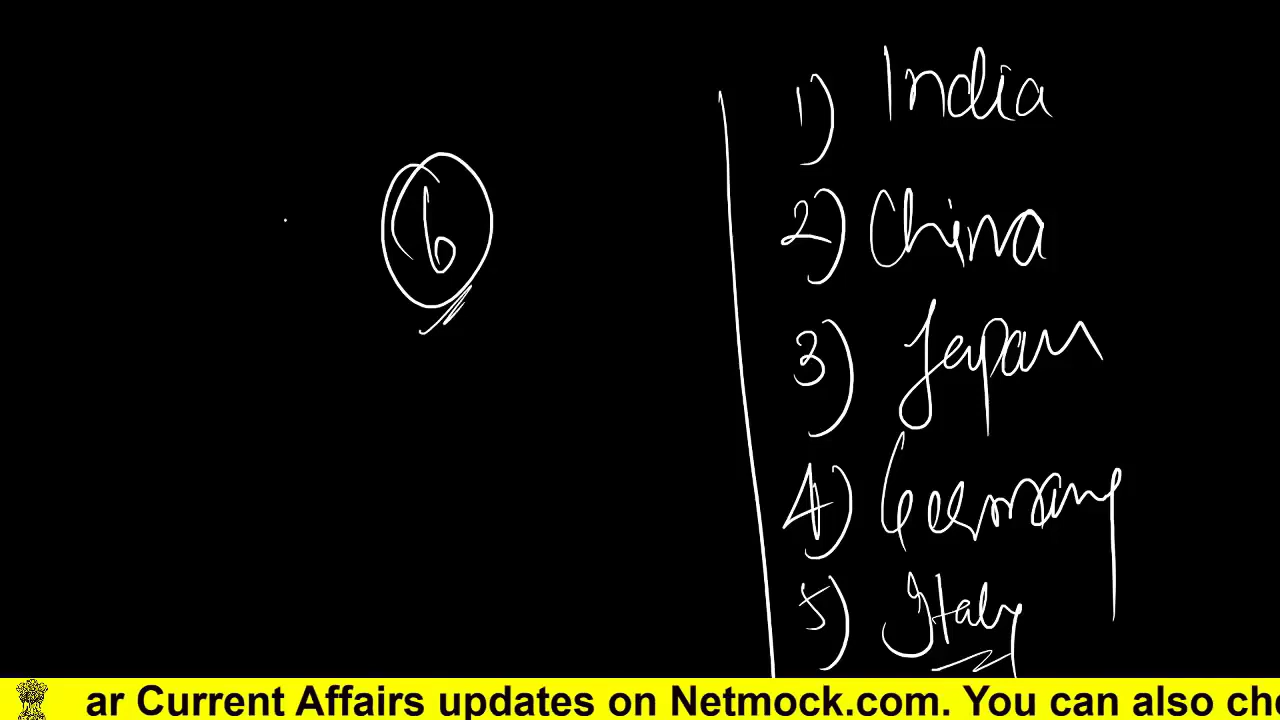 6
1) India
2) China
3) Japan
4) Germany
5) Italy
ar Current Affairs updates on Netmock.com. You can also che